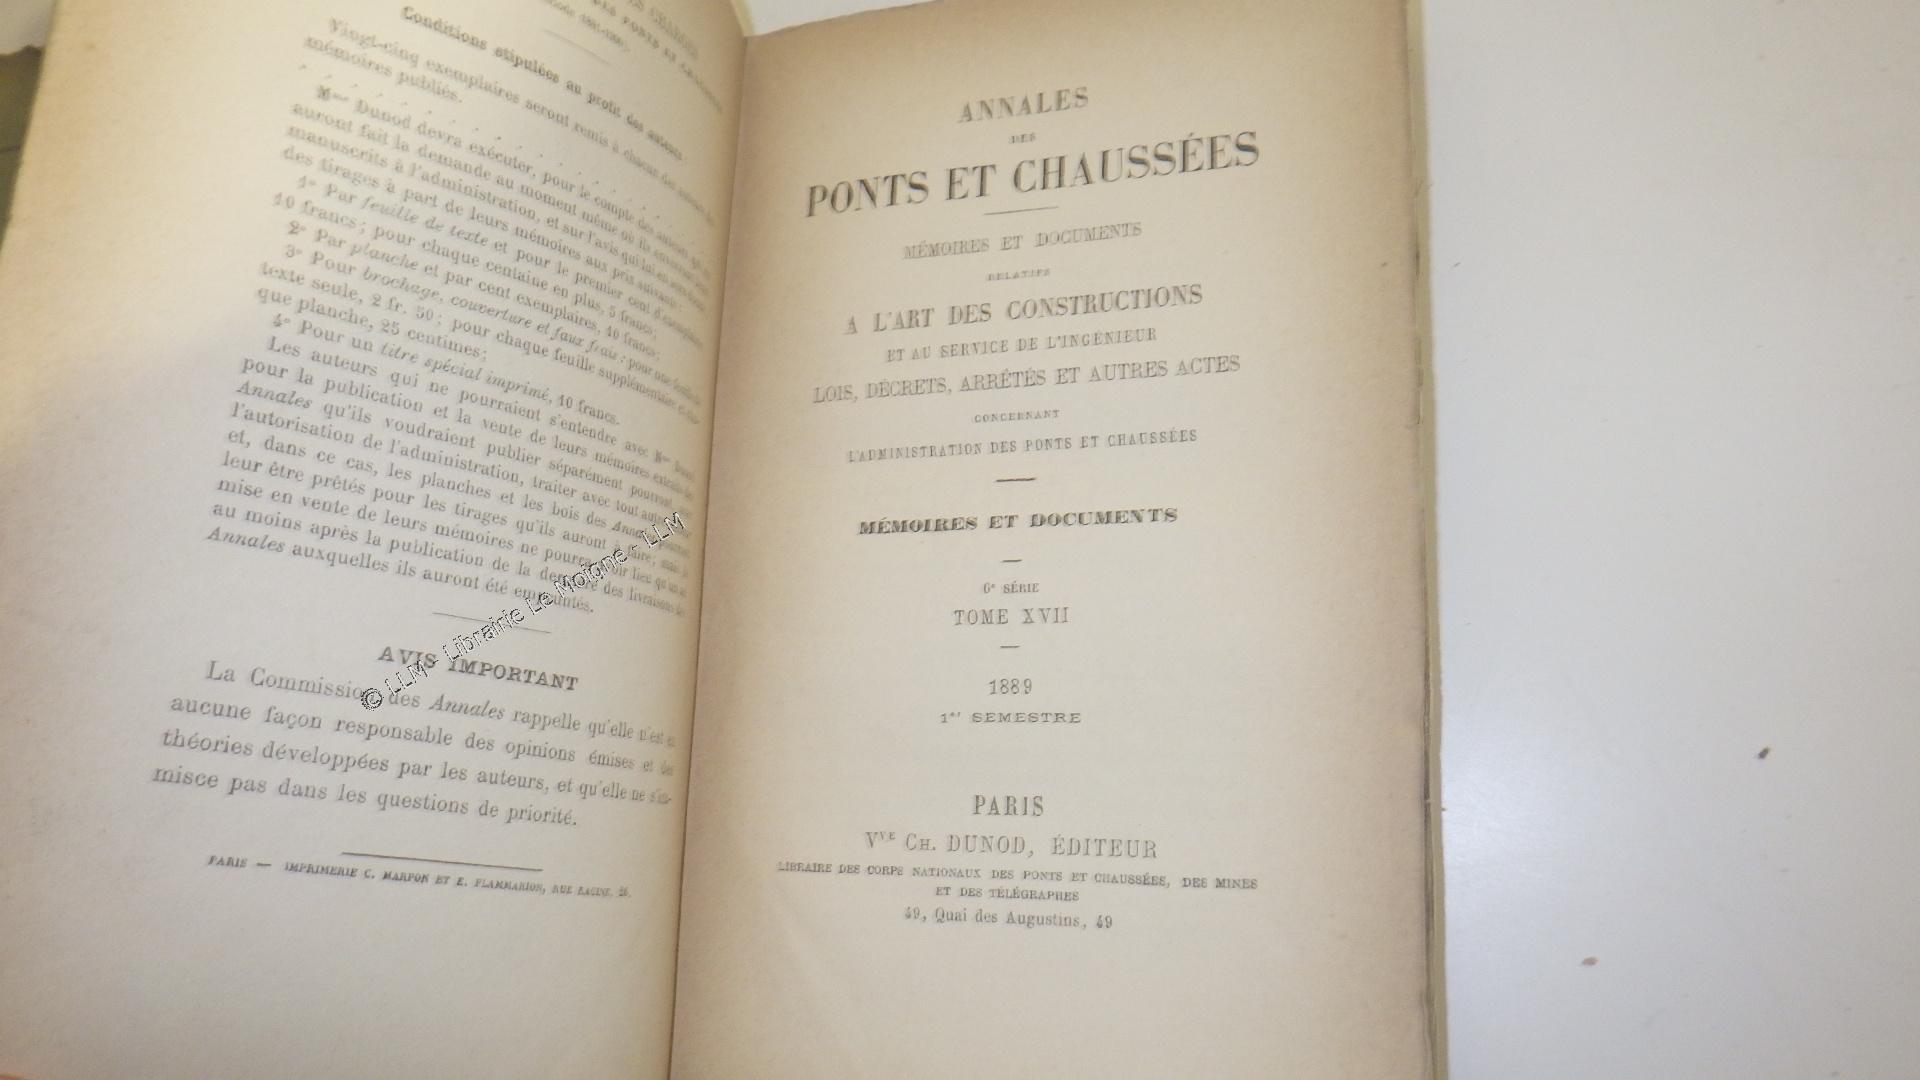 Conditions stipulées au profit des auteurs.
Vingt-cinq exemplaires seront remis à chacun des
mémoires publiés.
Mme Dunod devra exécuter, pour le compte des auteurs qui
auront fait la demande au moment même où ils enverront leurs
manuscrits à l'administration, et sur l'avis qui lui en sera
des tirages à part de leurs mémoires aux prix suivants :
1° Par feuille de texte et pour le premier cent d'exemplaires
10 francs; pour chaque centaine en plus, 5 francs;
2° Par planche et par cent exemplaires, 10 francs;
3° Pour brochage, couverture et faux frais : pour une feuille de
texte seule, 2 fr. 50; pour chaque feuille supplémentaire
que planche, 25 centimes;
4° Pour un titre spécial imprimé, 10 francs.
Les auteurs qui ne pourraient s'entendre avec Mme Dunod
pour la publication et la vente de leurs mémoires extraits des
Annales qu'ils voudraient publier séparément pourront,
l'autorisation de l'administration, traiter avec tout autre
et, dans ce cas, les planches et les bois des Annales pourront
leur être prêtés pour les tirages qu'ils auront à faire; mais la
mise en vente de leurs mémoires ne pourra avoir lieu qu'un an
au moins après la publication de la dernière des livraisons des
Annales auxquelles ils auront été empruntés.
AVIS IMPORTANT
La Commission des Annales rappelle qu'elle n'est en
aucune façon responsable des opinions émises et des
théories développées par les auteurs, et qu'elle ne s'im-
misce pas dans les questions de priorité.
PARIS — IMPRIMERIE C. MARPON ET E. FLAMMARION, RUE RACINE, 26.
© LLM - Librairie Le Moigne - LLM
ANNALES
DES
PONTS ET CHAUSSÉES
MÉMOIRES ET DOCUMENTS
RELATIFS
A L'ART DES CONSTRUCTIONS
ET AU SERVICE DE L'INGÉNIEUR
LOIS, DÉCRETS, ARRÊTÉS ET AUTRES ACTES
CONCERNANT
L'ADMINISTRATION DES PONTS ET CHAUSSÉES
MÉMOIRES ET DOCUMENTS
6e SÉRIE
TOME XVII
1889
1er SEMESTRE
PARIS
Vve CH. DUNOD, ÉDITEUR
LIBRAIRE DES CORPS NATIONAUX DES PONTS ET CHAUSSÉES, DES MINES
ET DES TÉLÉGRAPHES
49, Quai des Augustins, 49